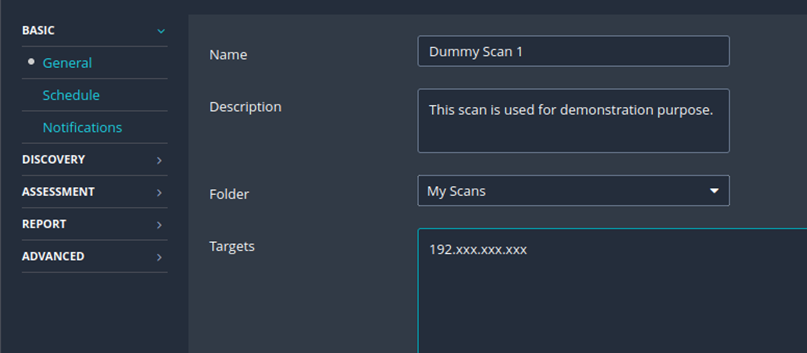 BASIC
General
Schedule
Notifications
DISCOVERY
ASSESSMENT
REPORT
ADVANCED
Name
Dummy Scan 1
Description
This scan is used for demonstration purpose.
Folder
My Scans
Targets
192.xxx.xxx.xxx